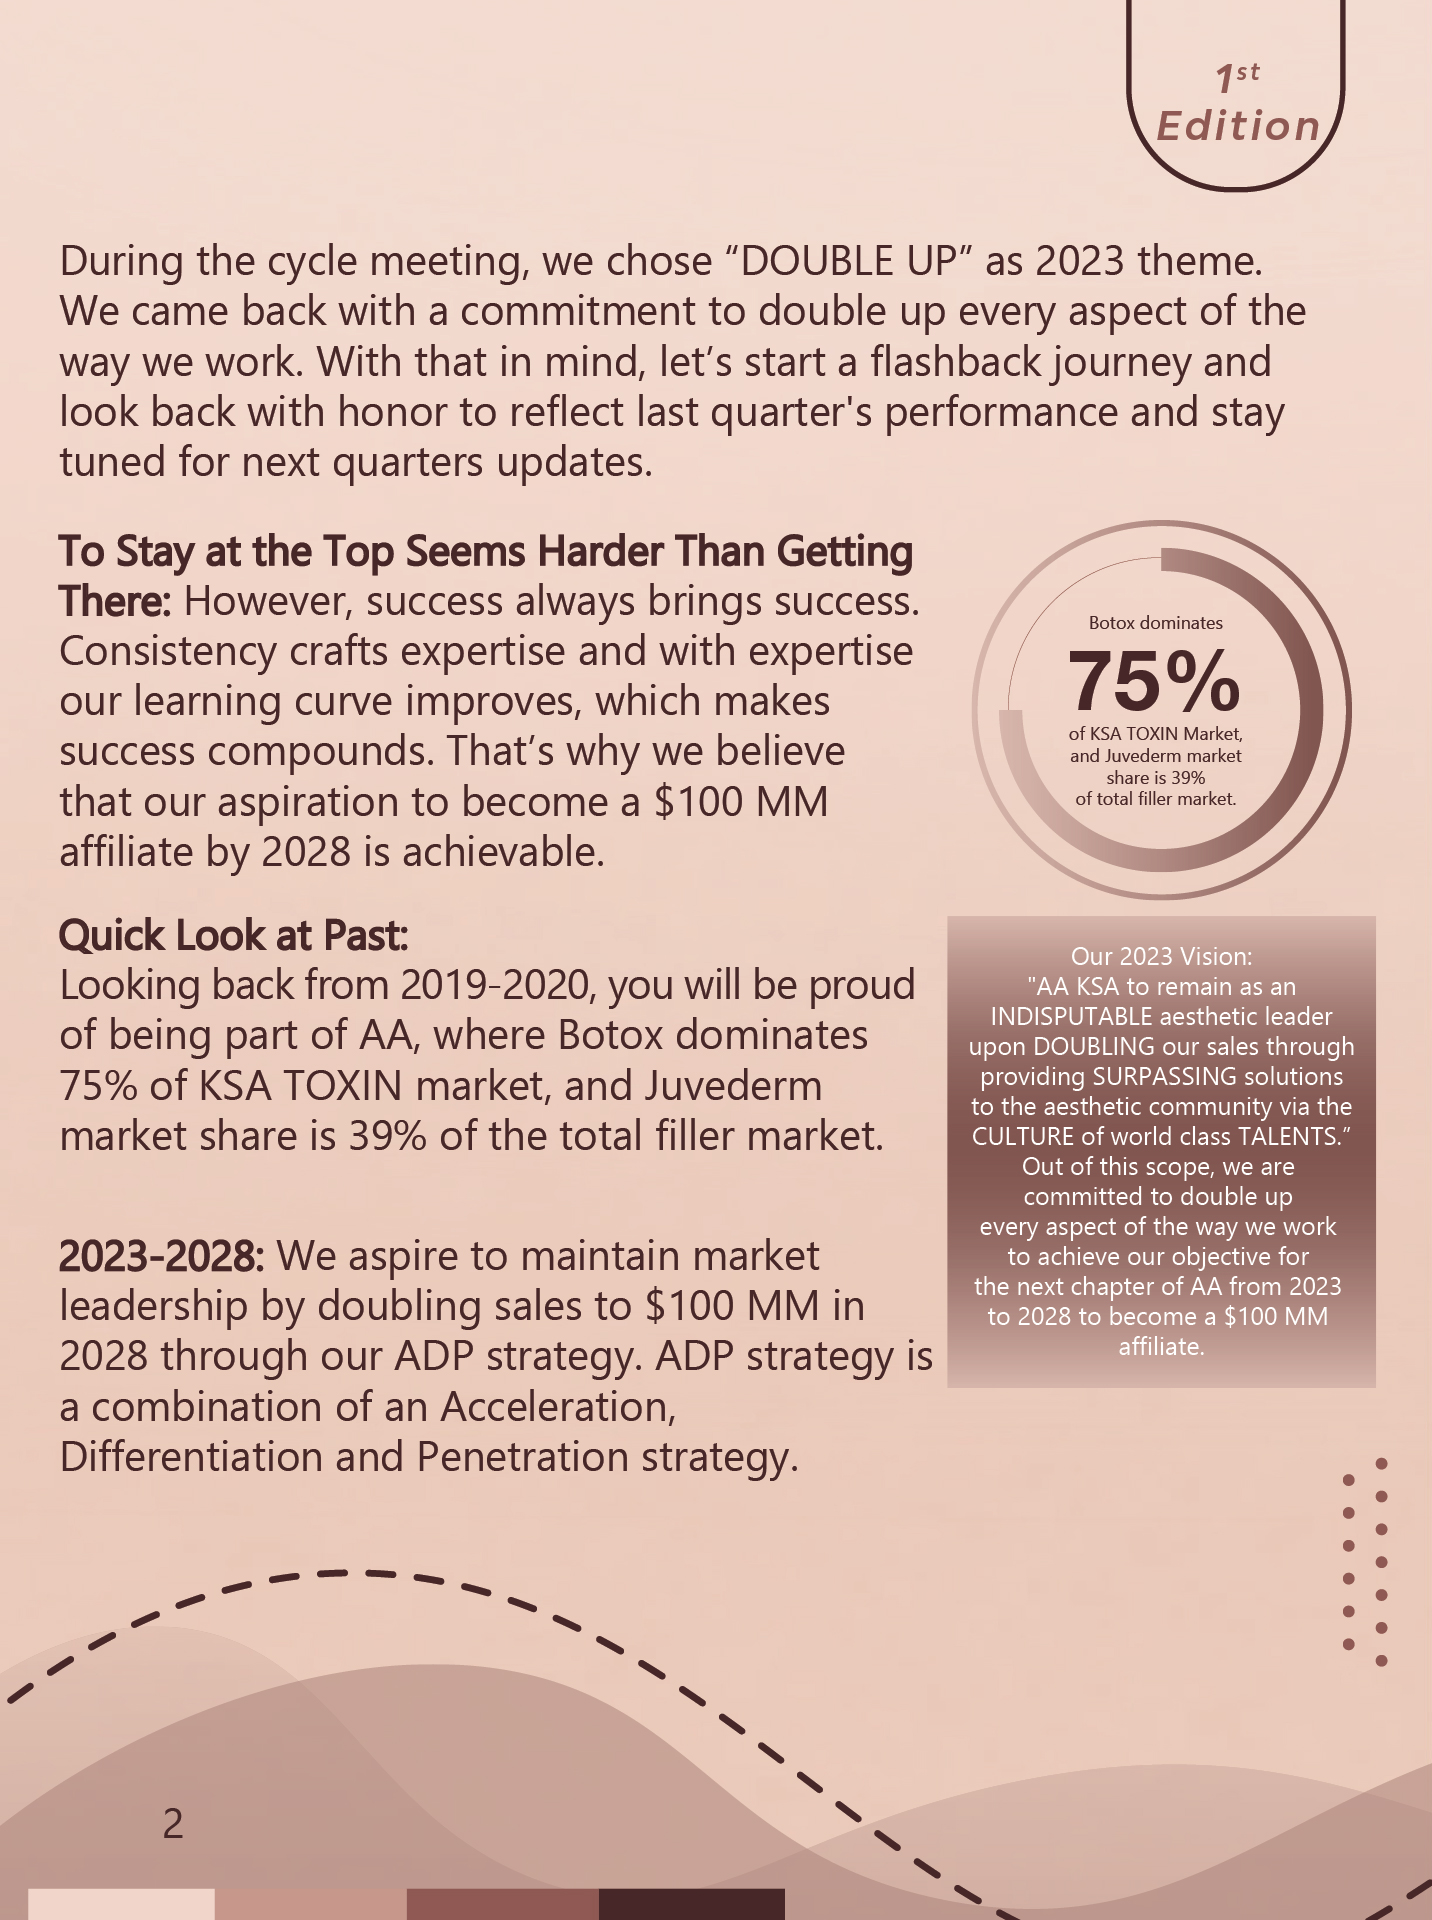 1st
Edition
During the cycle meeting, we chose “DOUBLE UP” as 2023 theme.
We came back with a commitment to double up every aspect of the
way we work. With that in mind, let’s start a flashback journey and
look back with honor to reflect last quarter's performance and stay
tuned for next quarters updates.
To Stay at the Top Seems Harder Than Getting
There: However, success always brings success.
Consistency crafts expertise and with expertise
our learning curve improves, which makes
success compounds. That’s why we believe
that our aspiration to become a $100 MM
affiliate by 2028 is achievable.
Botox dominates
75%
of KSA TOXIN Market,
and Juvederm market
share is 39%
of total filler market.
Quick Look at Past:
Looking back from 2019-2020, you will be proud
of being part of AA, where Botox dominates
75% of KSA TOXIN market, and Juvederm
market share is 39% of the total filler market.
2023-2028: We aspire to maintain market
leadership by doubling sales to $100 MM in
2028 through our ADP strategy. ADP strategy is
a combination of an Acceleration,
Differentiation and Penetration strategy.
Our 2023 Vision:
"AA KSA to remain as an
INDISPUTABLE aesthetic leader
upon DOUBLING our sales through
providing SURPASSING solutions
to the aesthetic community via the
CULTURE of world class TALENTS.”
Out of this scope, we are
committed to double up
every aspect of the way we work
to achieve our objective for
the next chapter of AA from 2023
to 2028 to become a $100 MM
affiliate.
2